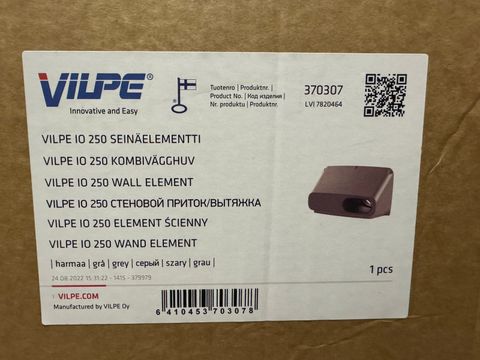 VILPE®
Innovative and Easy
Tuotenro | Produktnr. |
Product No. | Код изделия |
Nr. produktu | Produktnr.
370307
LVI 7820464
VILPE IO 250 SEINÄELEMENTTI
VILPE IO 250 KOMBIVÄGGHUV
VILPE IO 250 WALL ELEMENT
VILPE IO 250 СТЕНОВОЙ ПРИТОК/ВЫТЯЖКА
VILPE IO 250 ELEMENT ŚCIENNY
VILPE IO 250 WAND ELEMENT
| harmaa | grå | grey | серый | szary | grau |
1 pcs
24.08.2022 15:31:22 - 1415 - 379979
VILPE.COM
Manufactured by VILPE Oy
6 410453 703078